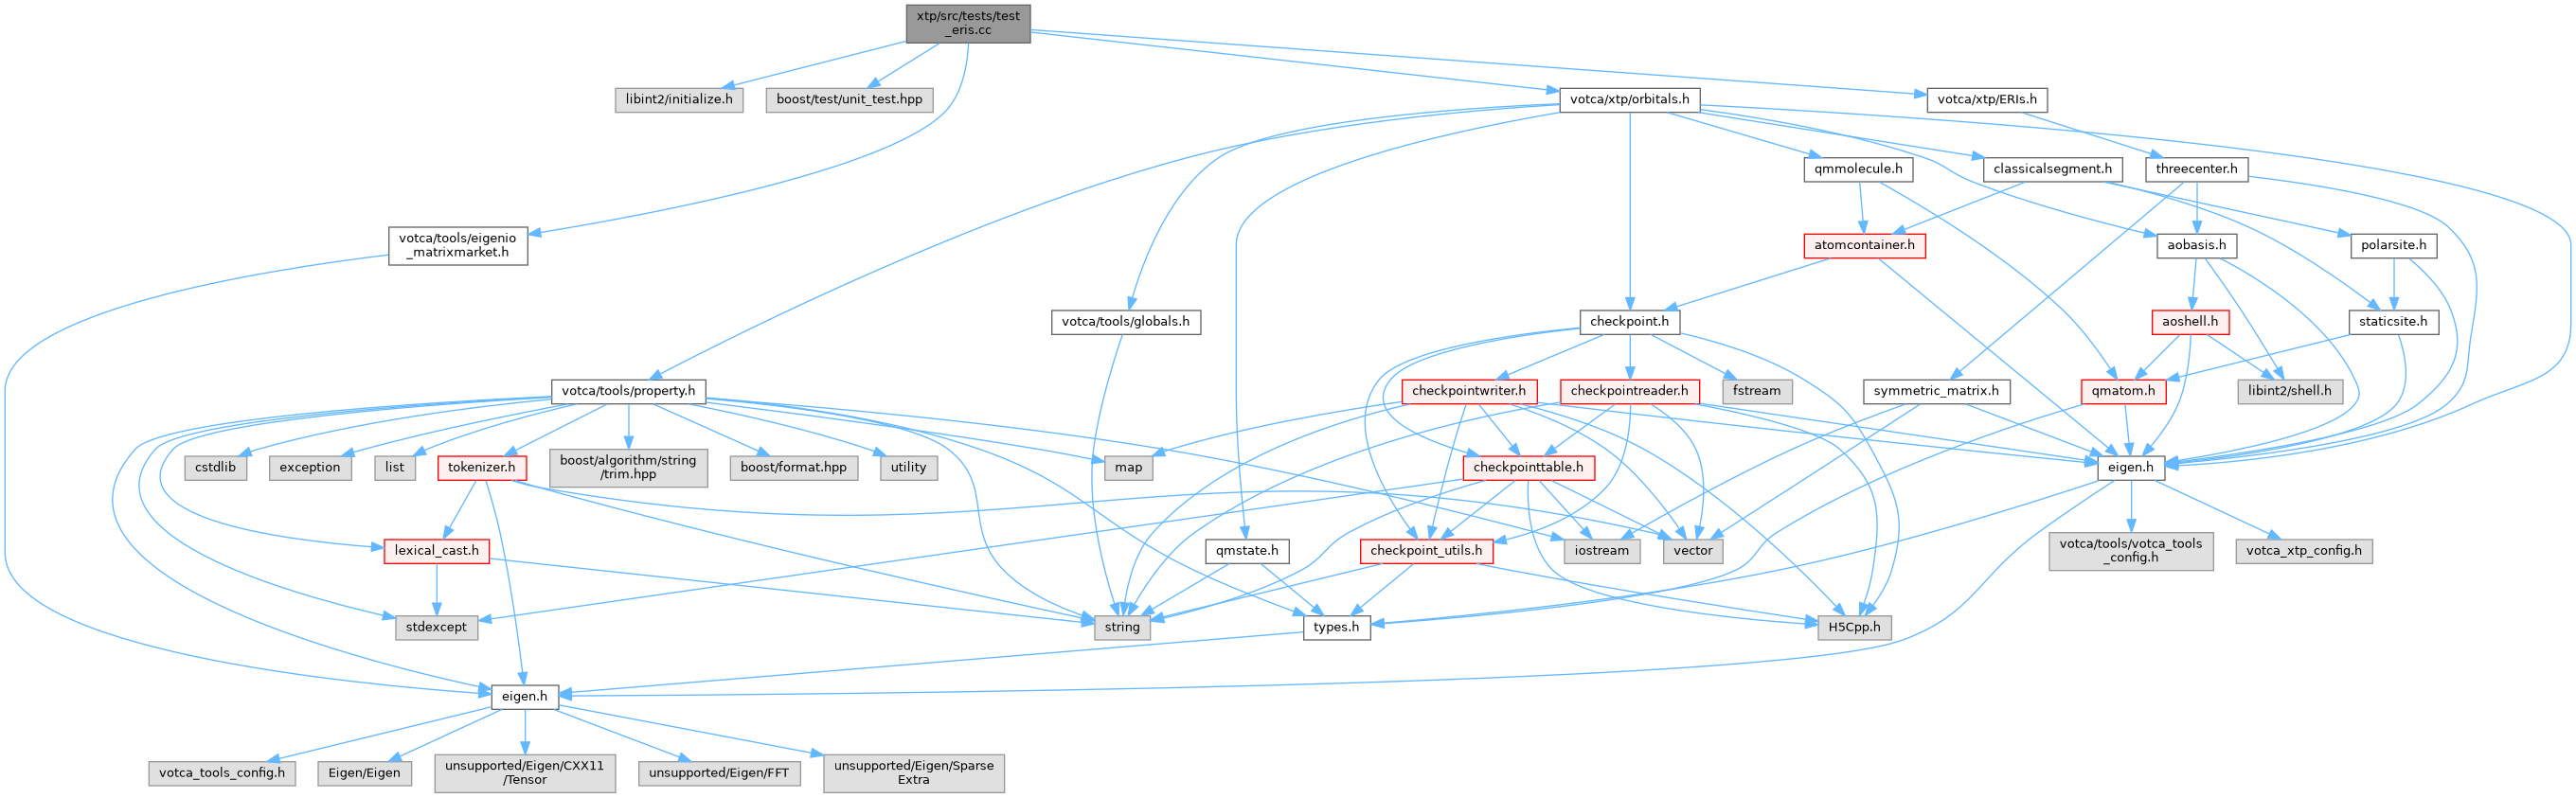 xtp/src/tests/test
_eris.cc
libint2/initialize.h
boost/test/unit_test.hpp
votca/xtp/orbitals.h
votca/xtp/ERIs.h
qmmolecule.h
classicalsegment.h
threecenter.h
votca/tools/eigenio
_matrixmarket.h
atomcontainer.h
aobasis.h
polarsite.h
votca/tools/globals.h
checkpoint.h
aoshell.h
staticsite.h
votca/tools/property.h
checkpointwriter.h
checkpointreader.h
fstream
symmetric_matrix.h
qmatom.h
libint2/shell.h
cstdlib
exception
list
tokenizer.h
boost/algorithm/string
/trim.hpp
boost/format.hpp
utility
map
checkpointtable.h
eigen.h
lexical_cast.h
qmstate.h
checkpoint_utils.h
iostream
vector
votca/tools/votca_tools
_config.h
votca_xtp_config.h
stdexcept
string
types.h
H5Cpp.h
eigen.h
votca_tools_config.h
Eigen/Eigen
unsupported/Eigen/CXX11
/Tensor
unsupported/Eigen/FFT
unsupported/Eigen/Sparse
Extra